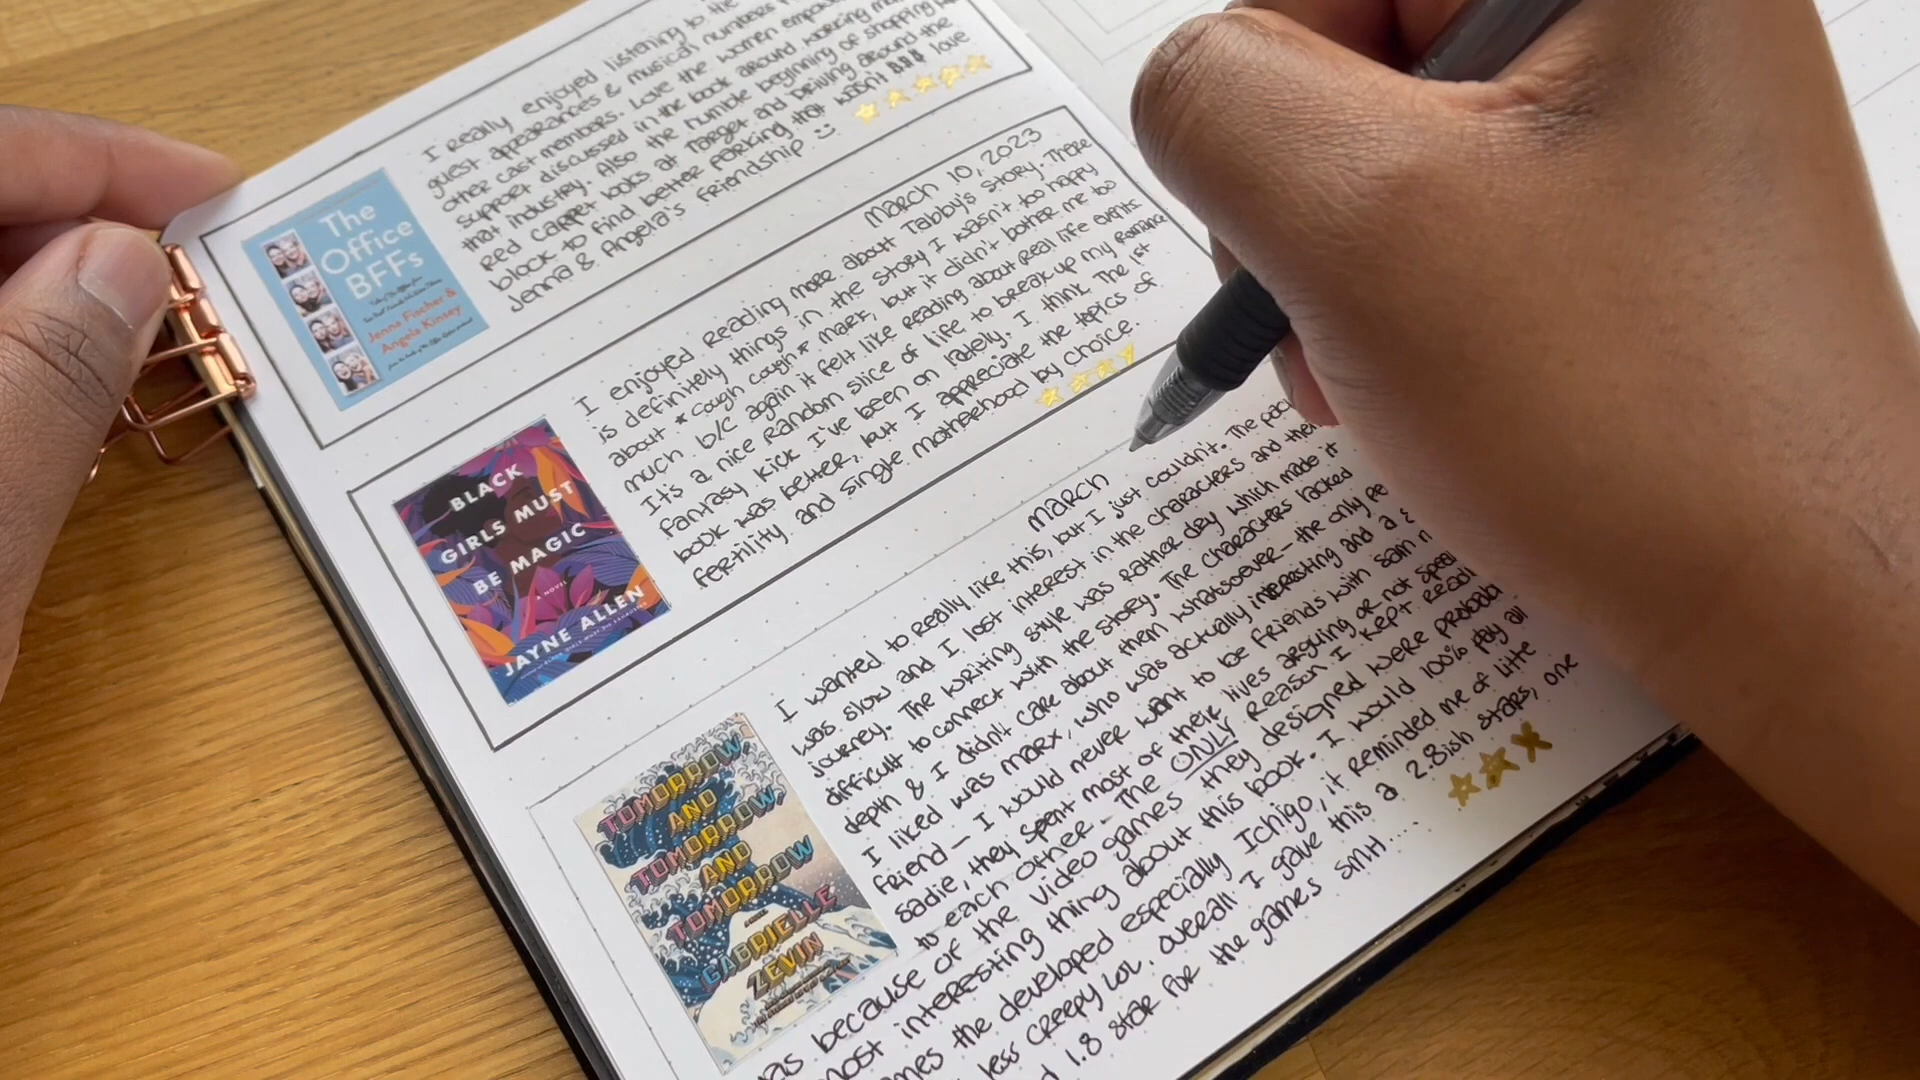 I really enjoyed listening to the
guest appearances & musical numbers
other cast members. Love the women
support discussed in the book around working
that industry. Also the humble beginning of shopping
red carpet looks at Target and driving around the
block to find better parking that wasn't $$$ love
Jenna & Angela's friendship
The
Office
BFFs
Jenna Fischer &
Angela Kinsey
March 10, 2023
I enjoyed reading more about Tabby's story. There
is definitely things in the story I wasn't too happy
about *cough cough* mark, but it didn't bother me too
much b/c again it felt like reading about real life events
It's a nice random slice of life to break up my romance
fantasy kick I've been on lately. I think the 1st
book was better, but I appreciate the topics of
fertility and single motherhood by choice.
BLACK
GIRLS MUST
BE MAGIC
A NOVEL
JAYNE ALLEN
March
I wanted to really like this, but I just couldn't. The
was slow and I lost interest in the characters and
journey. The writing style was rather dry which made it
difficult to connect with the story. The characters lacked
depth & I didn't care about them whatsoever- the only
I liked was marx, who was actually interesting and a
friend- I would never want to be friends with sam
sadie, they spent most of their lives arguing or not
to each other. The ONLY reason I kept
was because of the video games they designed were
most interesting thing about this book. I would 100% play all
the developed especially Ichigo, it reminded me of litte
less creepy lol. overall I gave this a 2.8ish stars, one
1.8 star for the games smH....
TOMORROW,
AND
TOMORROW,
AND
TOMORROW
GABRIELLE
ZEVIN